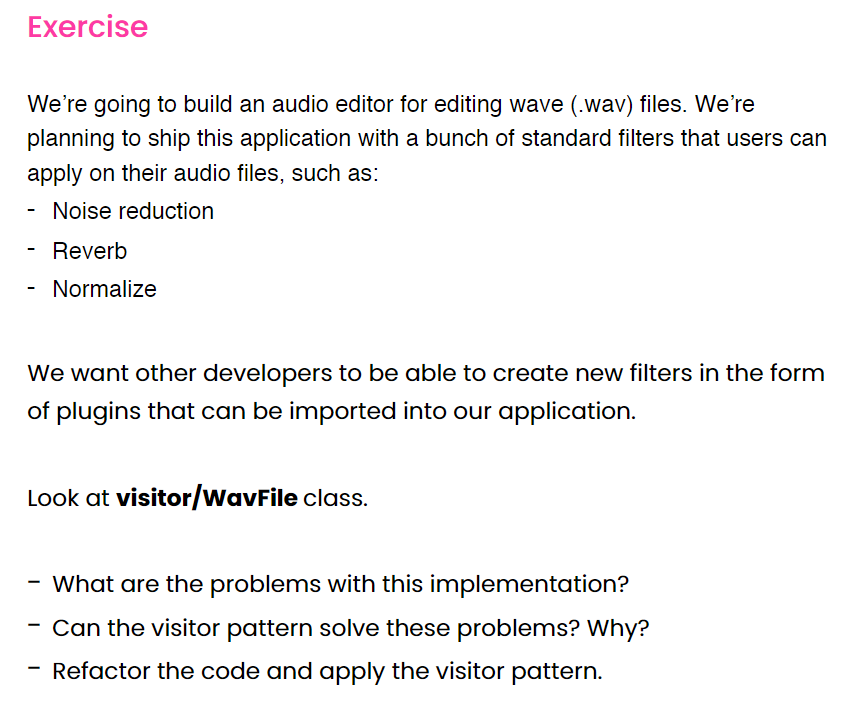 Exercise
We’re going to build an audio editor for editing wave (.wav) files. We’re
planning to ship this application with a bunch of standard filters that users can
apply on their audio files, such as:
- Noise reduction
- Reverb
- Normalize
We want other developers to be able to create new filters in the form
of plugins that can be imported into our application.
Look at visitor/WavFile class.
- What are the problems with this implementation?
- Can the visitor pattern solve these problems? Why?
- Refactor the code and apply the visitor pattern.